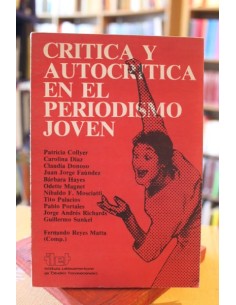 CRITICA Y
AUTOCRITICA
EN EL
PERIODISMO
JOVEN
Patricia Collyer
Carolina Díaz
Claudia Donoso
Juan Jorge Faúndez
Bárbara Hayes
Odette Magnet
Nibaldo F. Mosciatti
Tito Palacios
Pablo Portales
Jorge Andrés Richards
Guillermo Sunkel
Fernando Reyes Matta
(Comp.)
ilet